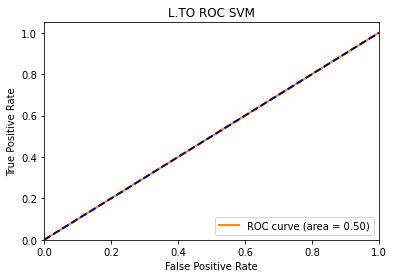 L.TO ROC SVM
True Positive Rate
1.0
0.8
0.6
0.4
0.2
0.0
ROC curve (area = 0.50)
0.0 0.2 0.4 0.6 0.8 1.0
False Positive Rate